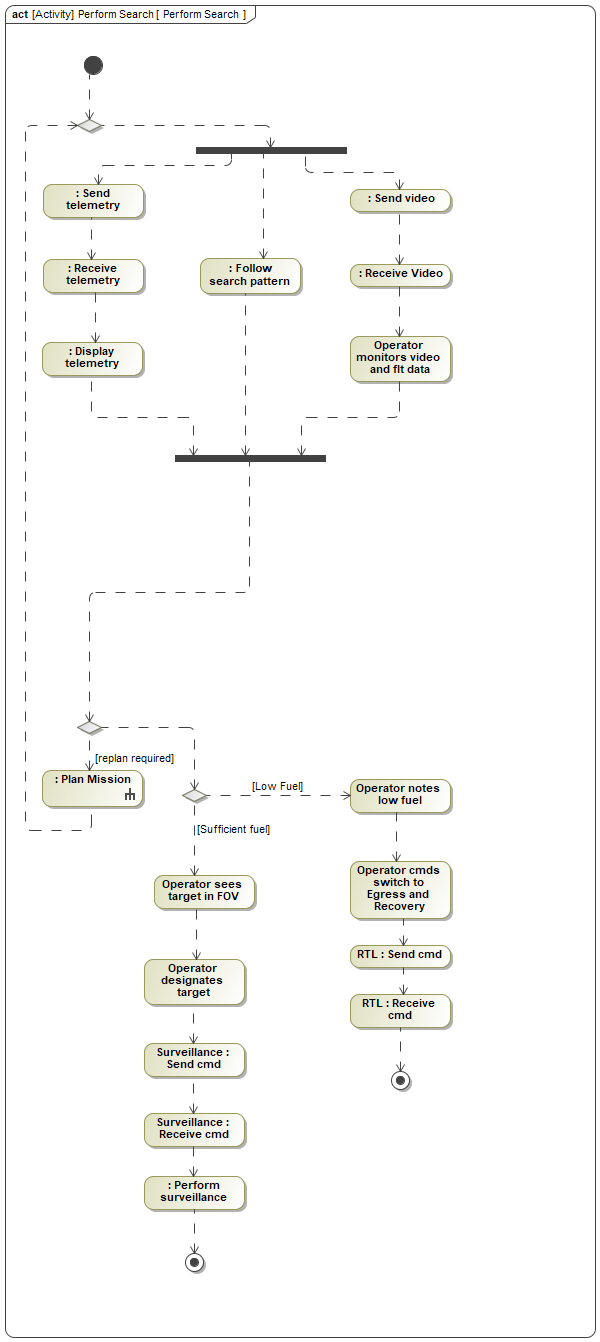 act [Activity] Perform Search [ Perform Search ]
: Send
telemetry
: Send video
: Receive
telemetry
: Follow
search pattern
: Receive Video
: Display
telemetry
Operator
monitors video
and flt data
[replan required]
: Plan Mission
[Low Fuel]
Operator notes
low fuel
[Sufficient fuel]
Operator sees
target in FOV
Operator cmds
switch to
Egress and
Recovery
Operator
designates
target
RTL : Send cmd
RTL : Receive
cmd
Surveillance :
Send cmd
Surveillance :
Receive cmd
: Perform
surveillance